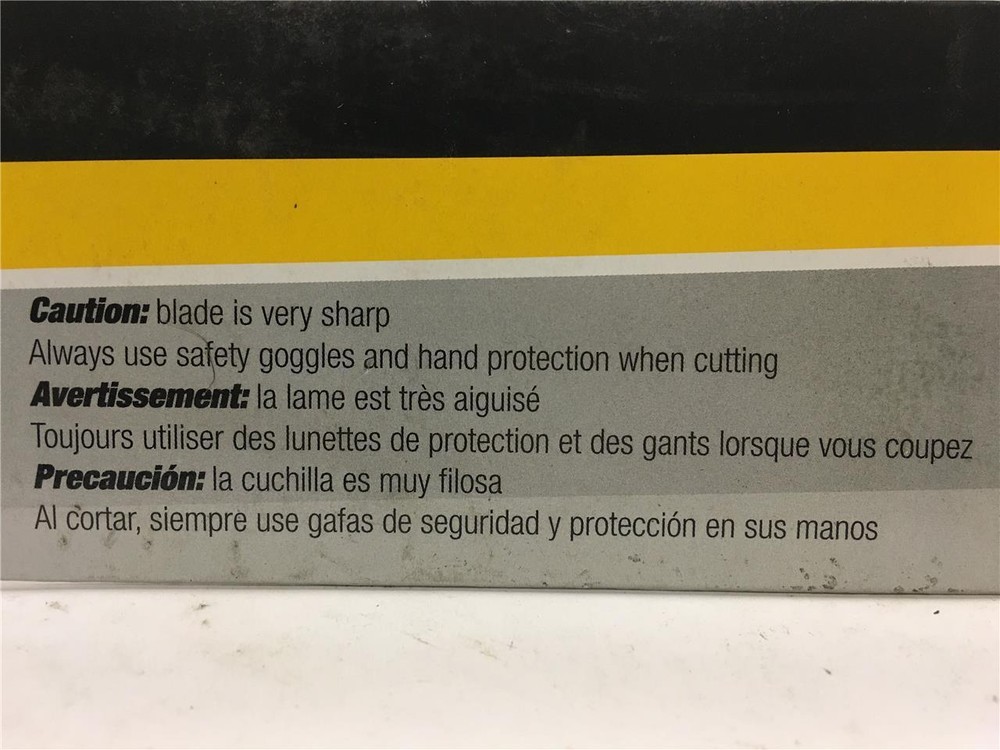 Caution: blade is very sharp
Always use safety goggles and hand protection when cutting
Avertissement: la lame est très aiguisé
Toujours utiliser des lunettes de protection et des gants lorsque vous coupez
Precaución: la cuchilla es muy filosa
Al cortar, siempre use gafas de seguridad y protección en sus manos